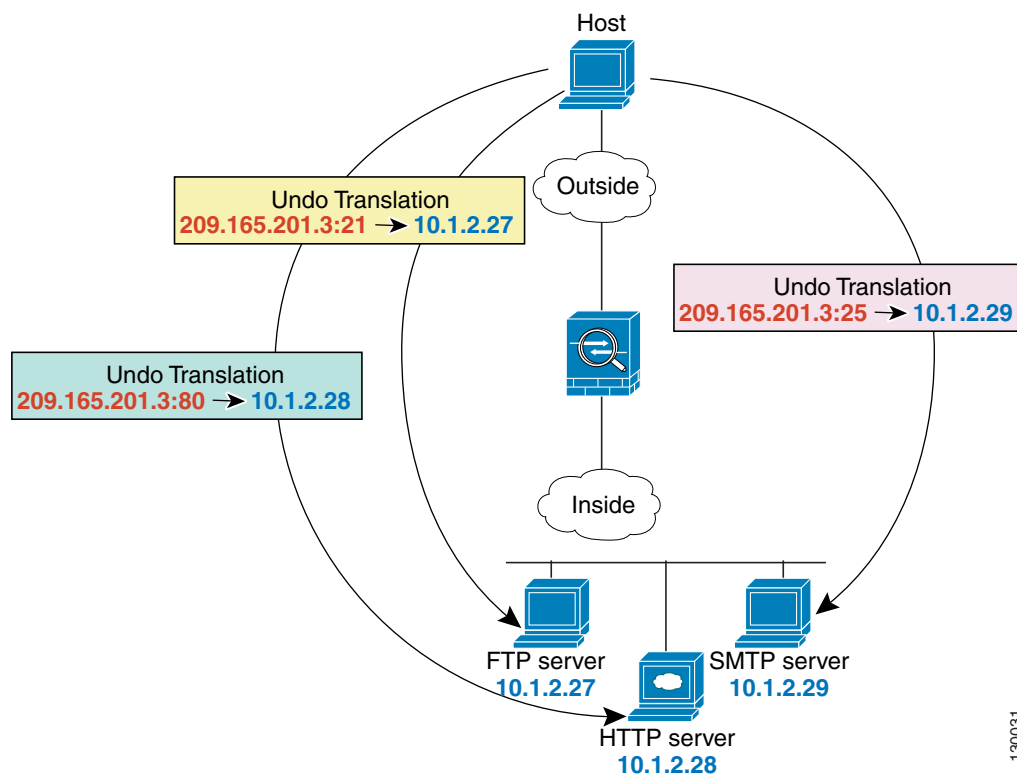 Host
Outside
Undo Translation
209.165.201.3:21 → 10.1.2.27
Undo Translation
209.165.201.3:25 → 10.1.2.29
Undo Translation
209.165.201.3:80 → 10.1.2.28
Inside
FTP server
10.1.2.27
SMTP server
10.1.2.29
HTTP server
10.1.2.28
130031